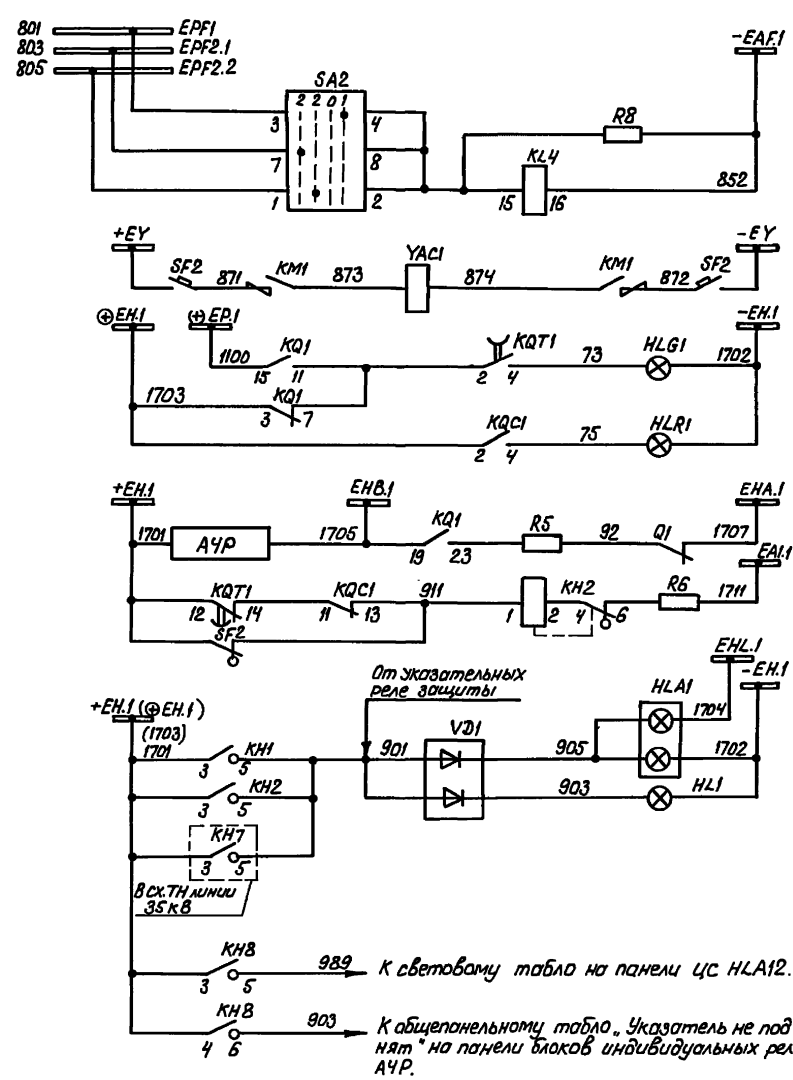 801 EPF1 -EAF.1
803 EPF2.1
805 EPF2.2
SA2
2 2 0 1
3 4 R8
7 8 KL4
1 2 15 16 852
+EY YAC1 -EY
SF2 871 KM1 873 874 KM1 872 SF2
⊕EH.1 (+)EP.1 -EH.1
1100 KQ1 KQT1 73 HLG1 1702
15 11 2 4
1703 KQ1
3 7
KQC1 75 HLR1
2 4
+EH.1 EHB.1 EHA.1
1701 АЧР 1705 KQ1 R5 92 Q1 1707
19 23
EA1.1
KQT1 KQC1 911 KH2 R6 1711
12 14 11 13 1 2 4 6
SF2
EHL.1
От указательных
реле защиты
HLA1 -EH.1
+EH.1 (⊕EH.1)
(1703)
1701 KH1 901 VD1 905 1704
3 5 1702
KH2 903 HL1
3 5
KH7
3 5
В сх. ТН линии
35кВ
KH8 989 К световому табло на панели ЦС HLA12.
3 5
KH8 903 К общепанельному табло „Указатель не под
4 6 нят" на панели блоков индивидуальных рел
АЧР.